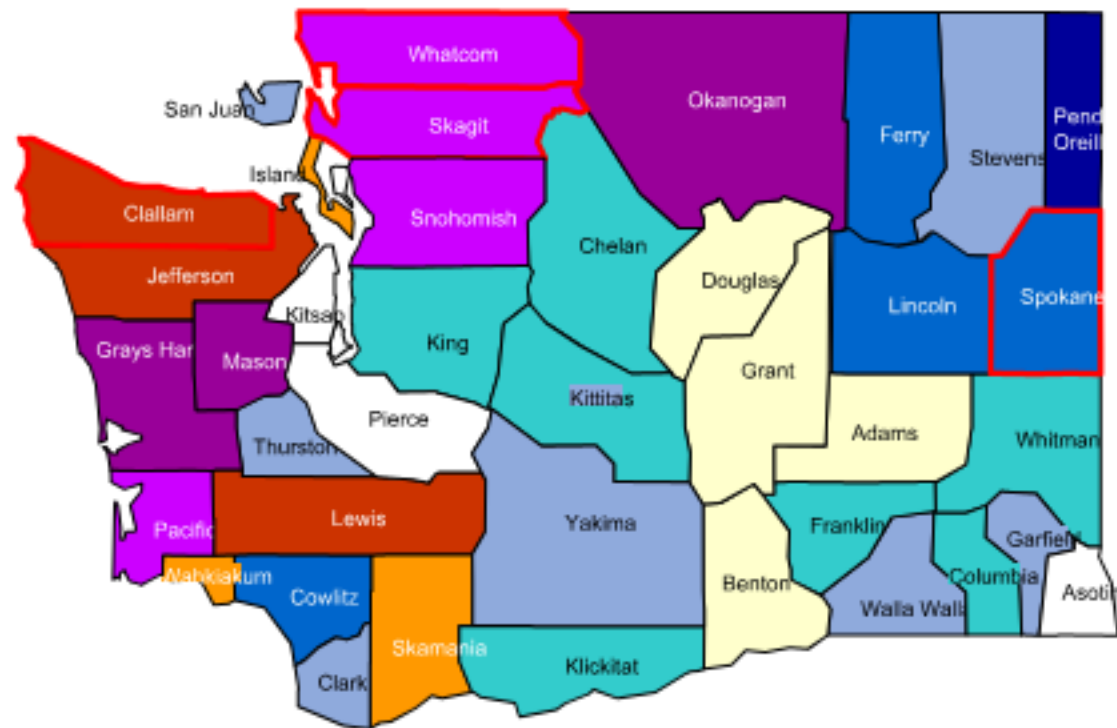 Whatcom
San Juan
Skagit
Okanogan
Ferry
Stevens
Pend
Oreill
Island
Clallam
Snohomish
Chelan
Jefferson
Douglas
Lincoln
Spokane
Kitsap
Grays Har
Mason
King
Grant
Kittitas
Pierce
Adams
Whitman
Thurston
Lewis
Pacific
Yakima
Franklin
Garfield
Wahkiakum
Cowlitz
Benton
Columbia
Asotin
Walla Walla
Skamania
Klickitat
Clark